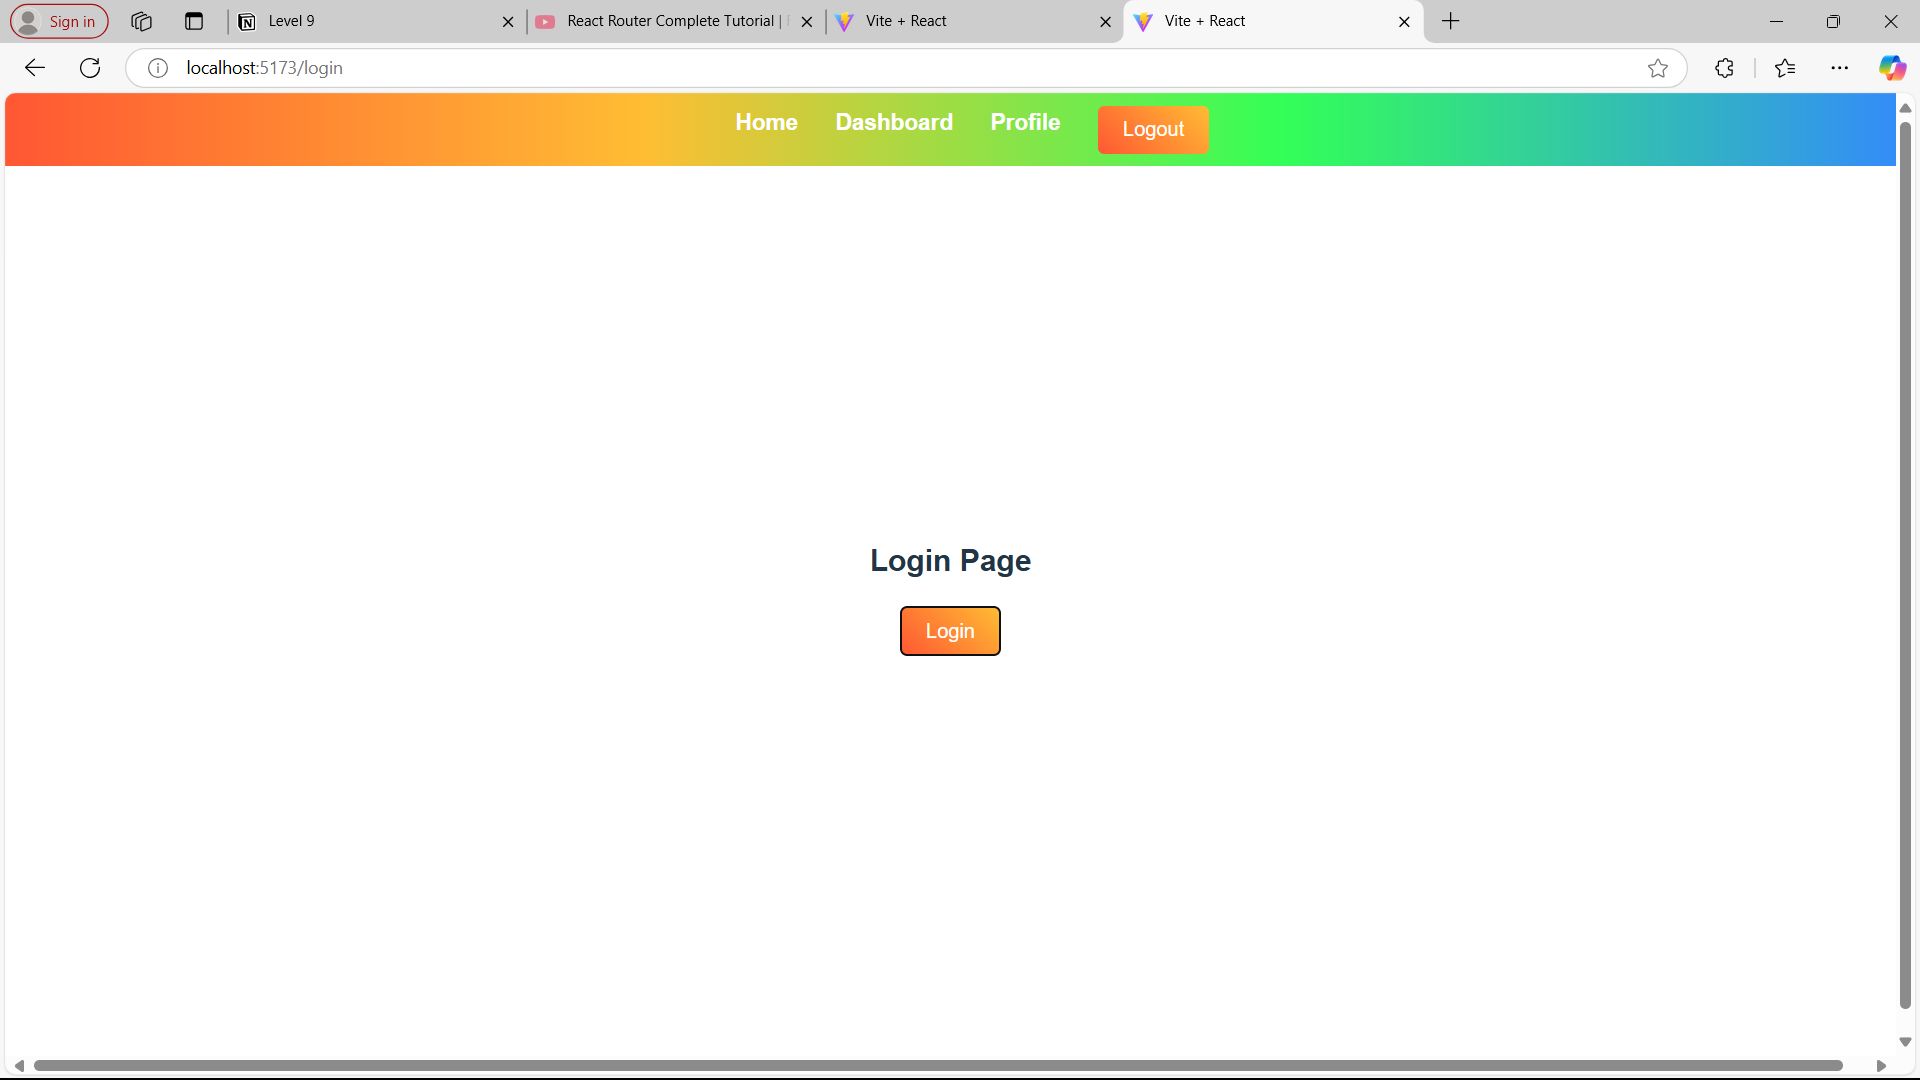 Sign in
Level 9
React Router Complete Tutorial |
Vite + React
Vite + React
localhost:5173/login
Home
Dashboard
Profile
Logout
Login Page
Login